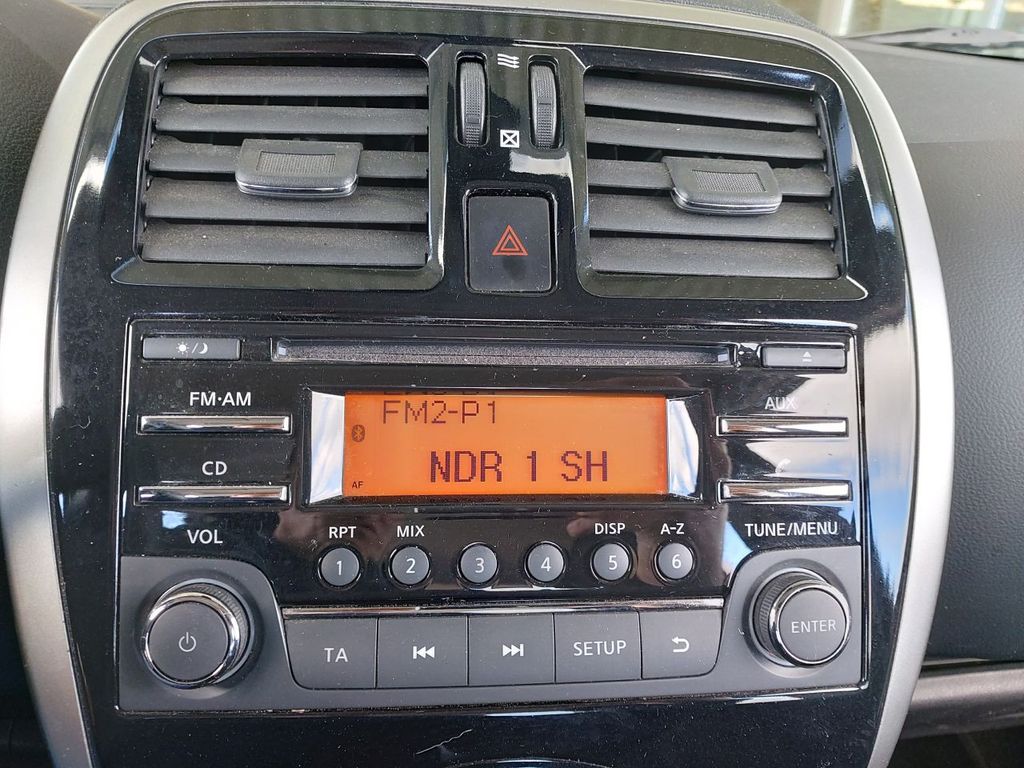 FM·AM
AUX
FM2-P1
CD
NDR 1 SH
AF
VOL
RPT
MIX
DISP
A-Z
TUNE/MENU
1
2
3
4
5
6
TA
SETUP
ENTER